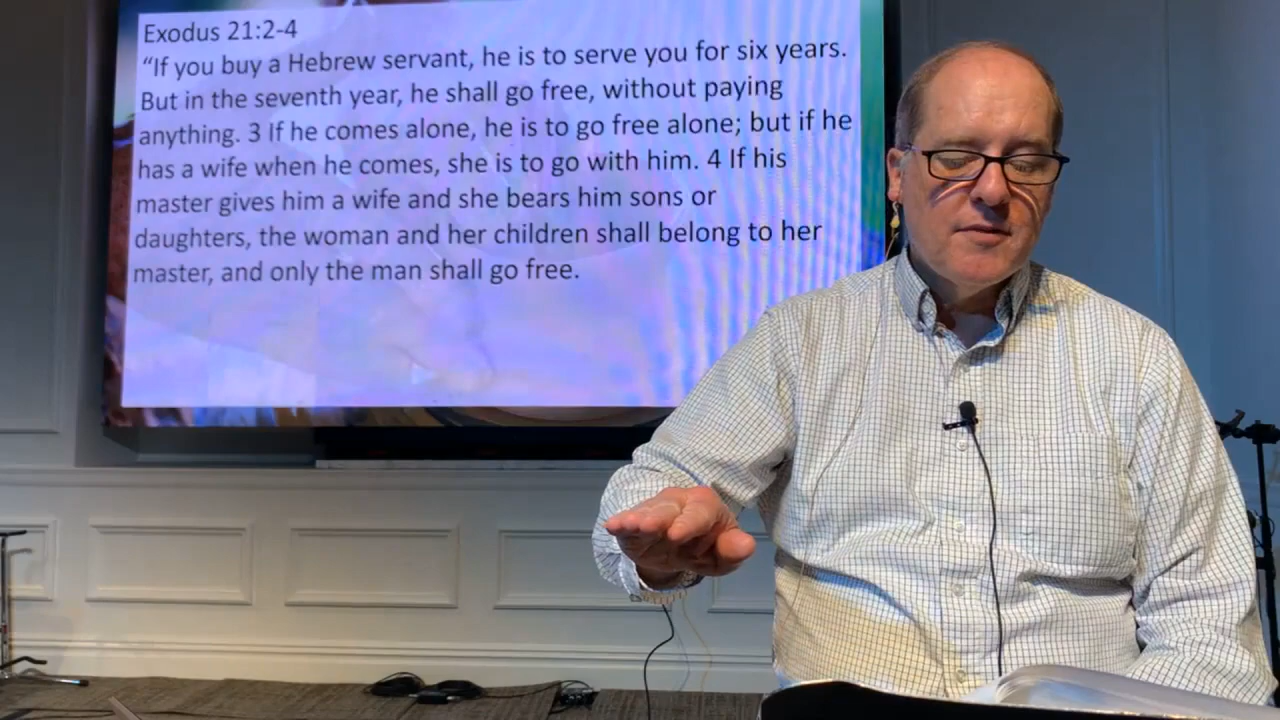 Exodus 21:2-4
“If you buy a Hebrew servant, he is to serve you for six years.
But in the seventh year, he shall go free, without paying
anything. 3 If he comes alone, he is to go free alone; but if he
has a wife when he comes, she is to go with him. 4 If his
master gives him a wife and she bears him sons or
daughters, the woman and her children shall belong to her
master, and only the man shall go free.